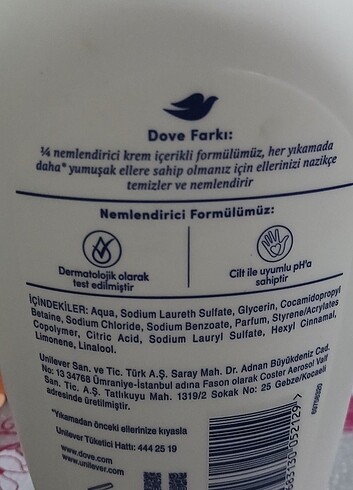 Dove Farkı:
¼ nemlendirici krem içerikli formülümüz, her yıkamada
daha* yumuşak ellere sahip olmanız için ellerinizi nazikçe
temizler ve nemlendirir
Nemlendirici Formülümüz:
Dermatolojik olarak
test edilmiştir
Cilt ile uyumlu pH'a
sahiptir
İÇİNDEKİLER: Aqua, Sodium Laureth Sulfate, Glycerin, Cocamidopropyl
Betaine, Sodium Chloride, Sodium Benzoate, Parfum, Styrene/Acrylates
Copolymer, Citric Acid, Sodium Lauryl Sulfate, Hexyl Cinnamal,
Limonene, Linalool.
Unilever San. ve Tic. Türk A.Ş. Saray Mah. Dr. Adnan Büyükdeniz Cad.
No: 13 34768 Ümraniye-İstanbul adına Fason olarak Coster Aerosol Valf
San. Tic. A.Ş. Tatlıkuyu Mah. 1319/2 Sokak No: 25 Gebze/Kocaeli
adresinde üretilmiştir.
*Yıkamadan önceki ellerinize kıyasla
Unilever Tüketici Hattı: 444 25 19
www.dove.com
www.unilever.com